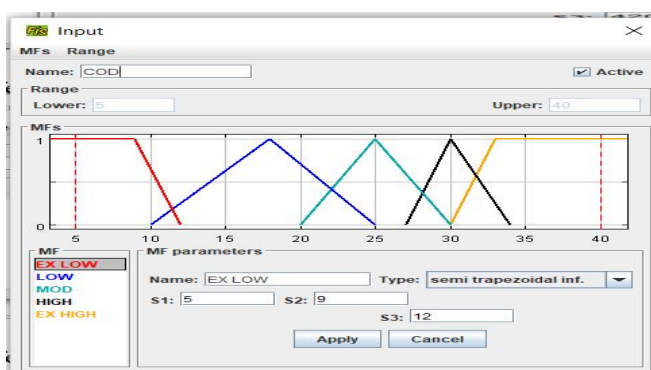 Fis Input
MFs Range
Name: COD Active
Range
Lower: 5 Upper: 40
MFs
1
0
5 10 15 20 25 30 35 40
MF
EX LOW
LOW
MOD
HIGH
EX HIGH
MF parameters
Name: EX LOW Type: semi trapezoidal inf.
S1: 5 S2: 9
S3: 12
Apply Cancel